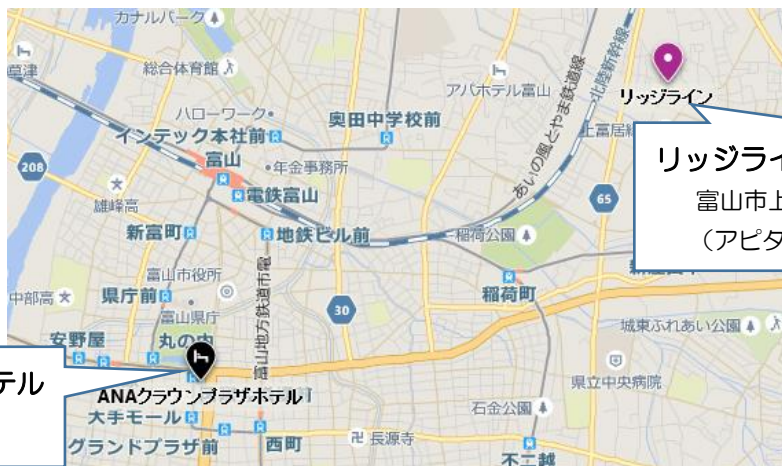 カナルパーク
草津
総合体育館
アパホテル富山
北陸新幹線
リッジライン
ハローワーク
奥田中学校前
インテック本社前
あいの風とやま鉄道線
上冨居
リッジライ
富山
年金事務所
208
富山市上
電鉄富山
65
雄峰高
（アピタ
新富町
地鉄ビル前
稲荷公園
富山市役所
富山地方鉄道市電
中部高
県庁前
稲荷町
30
富山県庁
城東ふれあい公園
安野屋
丸の内
県立中央病院
テル
ANAクラウンプラザホテル
大手モール
石金公園
グランドプラザ前
西町
長源寺
不二越